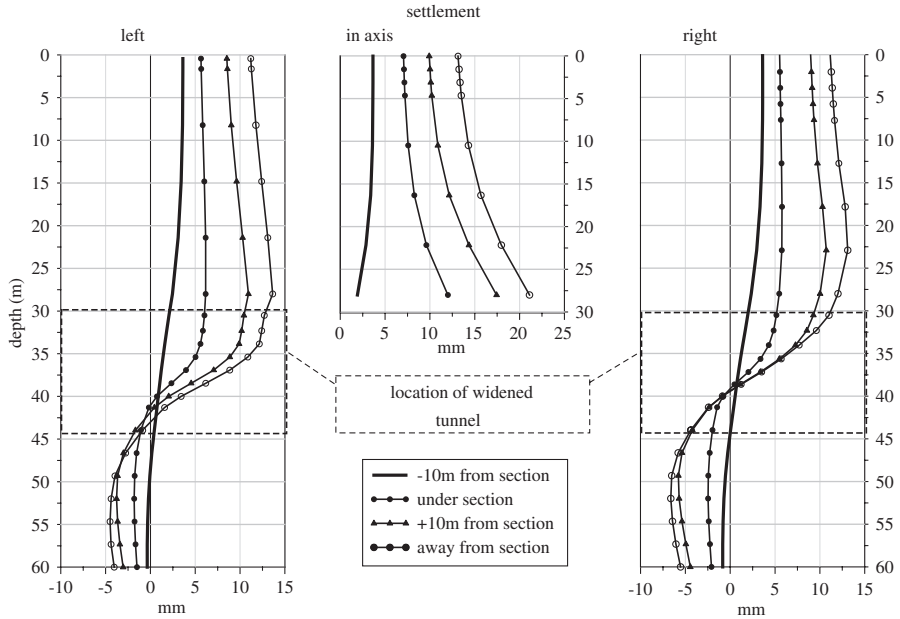 settlement
left
in axis
right
0
5
10
15
20
25
30
35
40
45
50
55
60
depth (m)
-10 -5 0 5 10 15
mm
0
5
10
15
20
25
30
0 5 10 15 20 25
mm
0
5
10
15
20
25
30
35
40
45
50
55
60
-10 -5 0 5 10 15
mm
location of widened
tunnel
-10m from section
under section
+10m from section
away from section